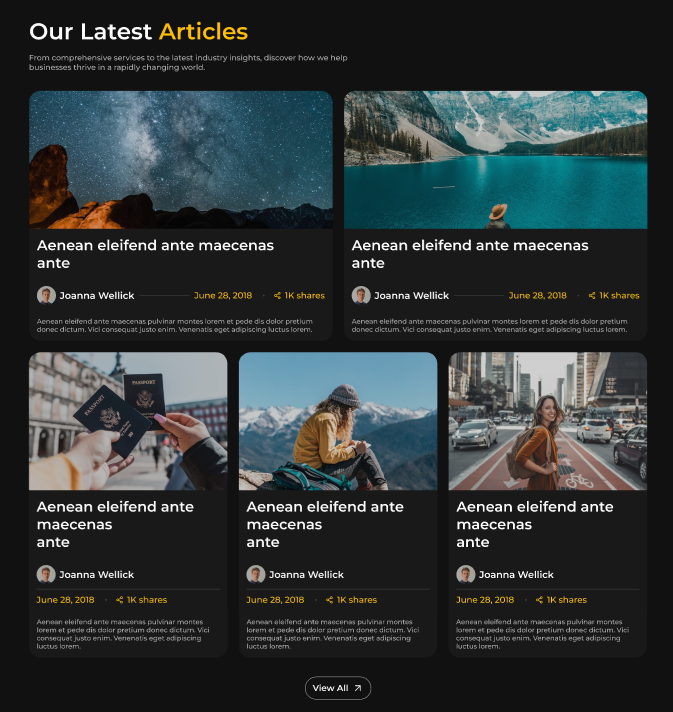 Our Latest Articles
From comprehensive services to the latest industry insights, discover how we help
businesses thrive in a rapidly changing world.
Aenean eleifend ante maecenas
ante
Joanna Wellick June 28, 2018 · 1K shares
Aenean eleifend ante maecenas pulvinar montes lorem et pede dis dolor pretium
donec dictum. Vici consequat justo enim. Venenatis eget adipiscing luctus lorem.
Aenean eleifend ante maecenas
ante
Joanna Wellick June 28, 2018 · 1K shares
Aenean eleifend ante maecenas pulvinar montes lorem et pede dis dolor pretium
donec dictum. Vici consequat justo enim. Venenatis eget adipiscing luctus lorem.
PASSPORT
PASSPORT
Aenean eleifend ante
maecenas
ante
Joanna Wellick
June 28, 2018 · 1K shares
Aenean eleifend ante maecenas pulvinar montes
lorem et pede dis dolor pretium donec dictum. Vici
consequat justo enim. Venenatis eget adipiscing
luctus lorem.
Aenean eleifend ante
maecenas
ante
Joanna Wellick
June 28, 2018 · 1K shares
Aenean eleifend ante maecenas pulvinar montes
lorem et pede dis dolor pretium donec dictum. Vici
consequat justo enim. Venenatis eget adipiscing
luctus lorem.
Aenean eleifend ante
maecenas
ante
Joanna Wellick
June 28, 2018 · 1K shares
Aenean eleifend ante maecenas pulvinar montes
lorem et pede dis dolor pretium donec dictum. Vici
consequat justo enim. Venenatis eget adipiscing
luctus lorem.
View All